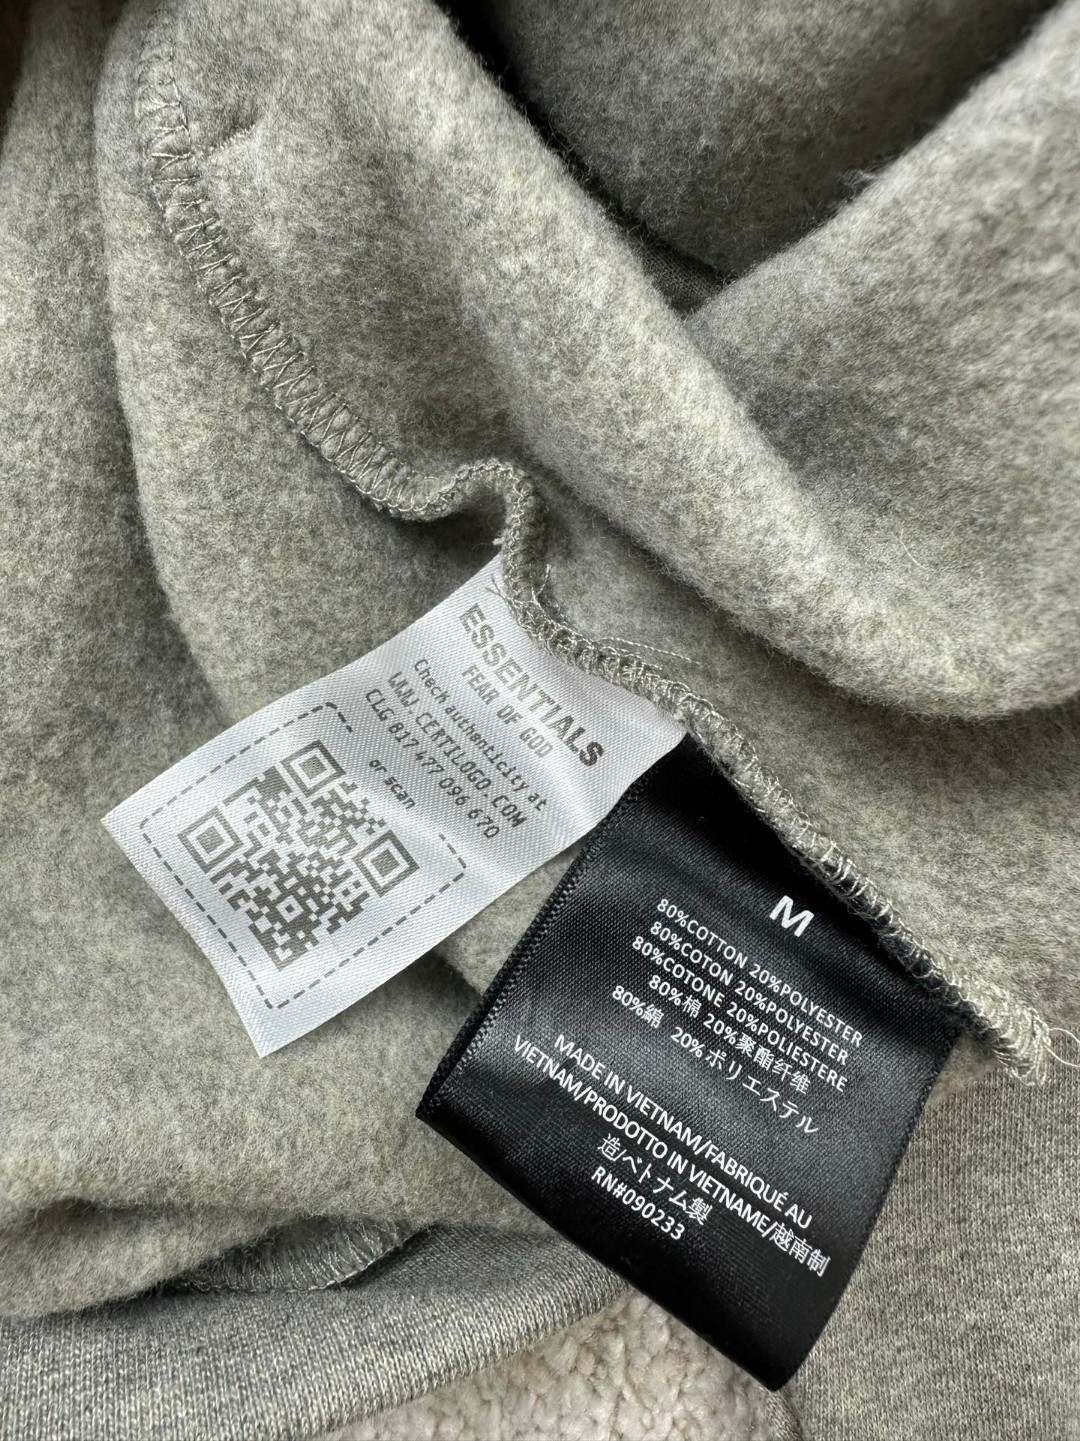 ESSENTIALS
FEAR OF GOD
Check authenticity at
WWW.CERTILOGO.COM
CLG 617 477 096 670
or scan
M
80%COTTON 20%POLYESTER
80%COTON 20%POLYESTER
80%COTONE 20%POLIESTERE
80%棉 20%聚酯纤维
80%綿 20%ポリエステル
MADE IN VIETNAM/FABRIQUÉ AU
VIETNAM/PRODOTTO IN VIETNAME/越南制
造/ベトナム製
RN#090233